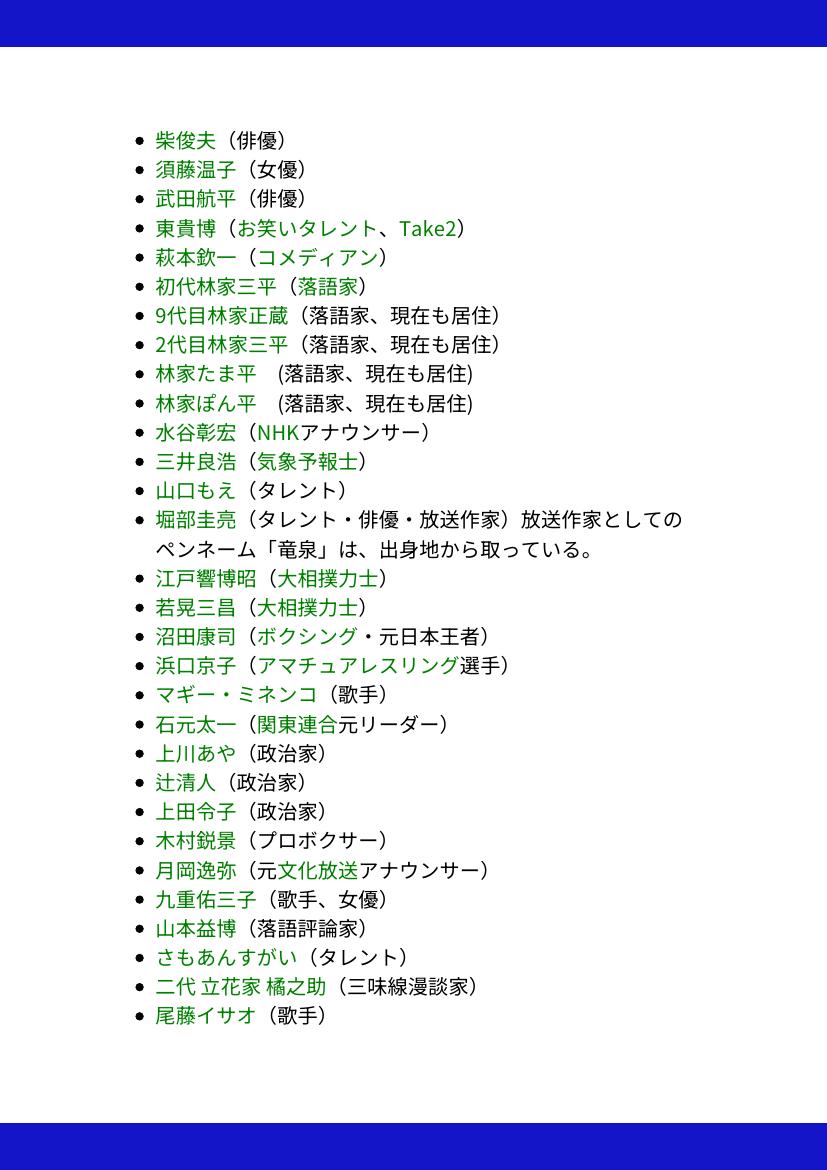 柴俊夫（俳優）
須藤温子（女優）
武田航平（俳優）
東貴博（お笑いタレント、Take2）
萩本欽一（コメディアン）
初代林家三平（落語家）
9代目林家正蔵（落語家、現在も居住）
2代目林家三平（落語家、現在も居住）
林家たま平　(落語家、現在も居住)
林家ぽん平　(落語家、現在も居住)
水谷彰宏（NHKアナウンサー）
三井良浩（気象予報士）
山口もえ（タレント）
堀部圭亮（タレント・俳優・放送作家）放送作家としての
ペンネーム「竜泉」は、出身地から取っている。
江戸響博昭（大相撲力士）
若晃三昌（大相撲力士）
沼田康司（ボクシング・元日本王者）
浜口京子（アマチュアレスリング選手）
マギー・ミネンコ（歌手）
石元太一（関東連合元リーダー）
上川あや（政治家）
辻清人（政治家）
上田令子（政治家）
木村鋭景（プロボクサー）
月岡逸弥（元文化放送アナウンサー）
九重佑三子（歌手、女優）
山本益博（落語評論家）
さもあんすがい（タレント）
二代 立花家 橘之助（三味線漫談家）
尾藤イサオ（歌手）